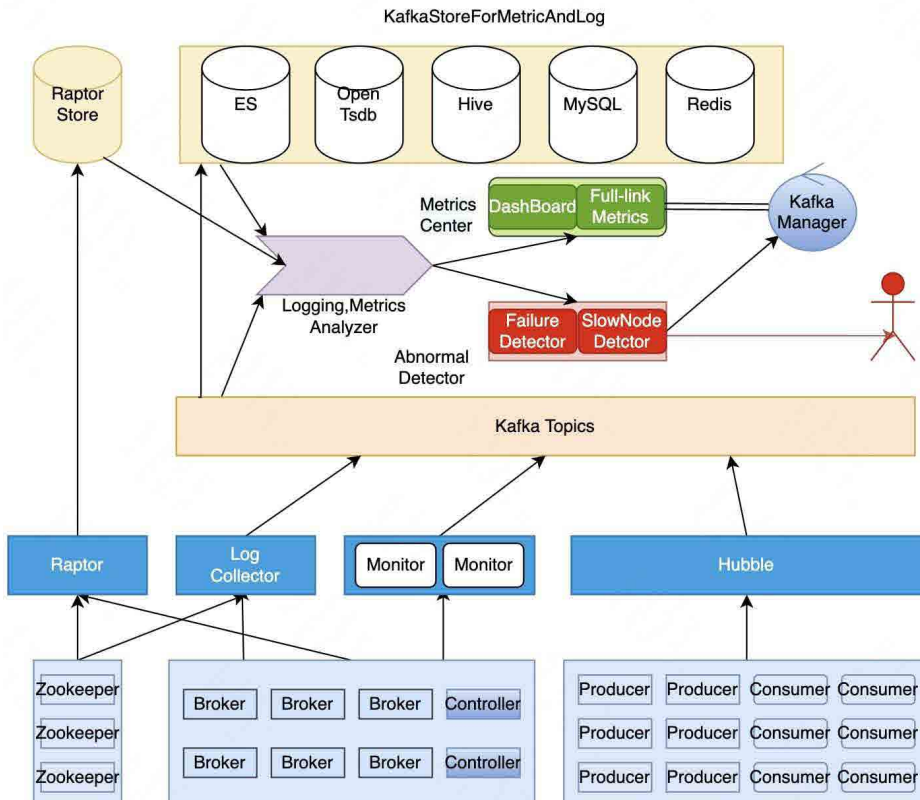 KafkaStoreForMetricAndLog
Raptor
Store
ES
Open
Tsdb
Hive
MySQL
Redis
Metrics
Center
DashBoard
Full-link
Metrics
Kafka
Manager
Logging,Metrics
Analyzer
Failure
Detector
SlowNode
Detctor
Abnormal
Detector
Kafka Topics
Raptor
Log
Collector
Monitor
Monitor
Hubble
Zookeeper
Zookeeper
Zookeeper
Broker
Broker
Broker
Controller
Broker
Broker
Broker
Controller
Producer
Producer
Consumer
Consumer
Producer
Producer
Consumer
Consumer
Producer
Producer
Consumer
Consumer